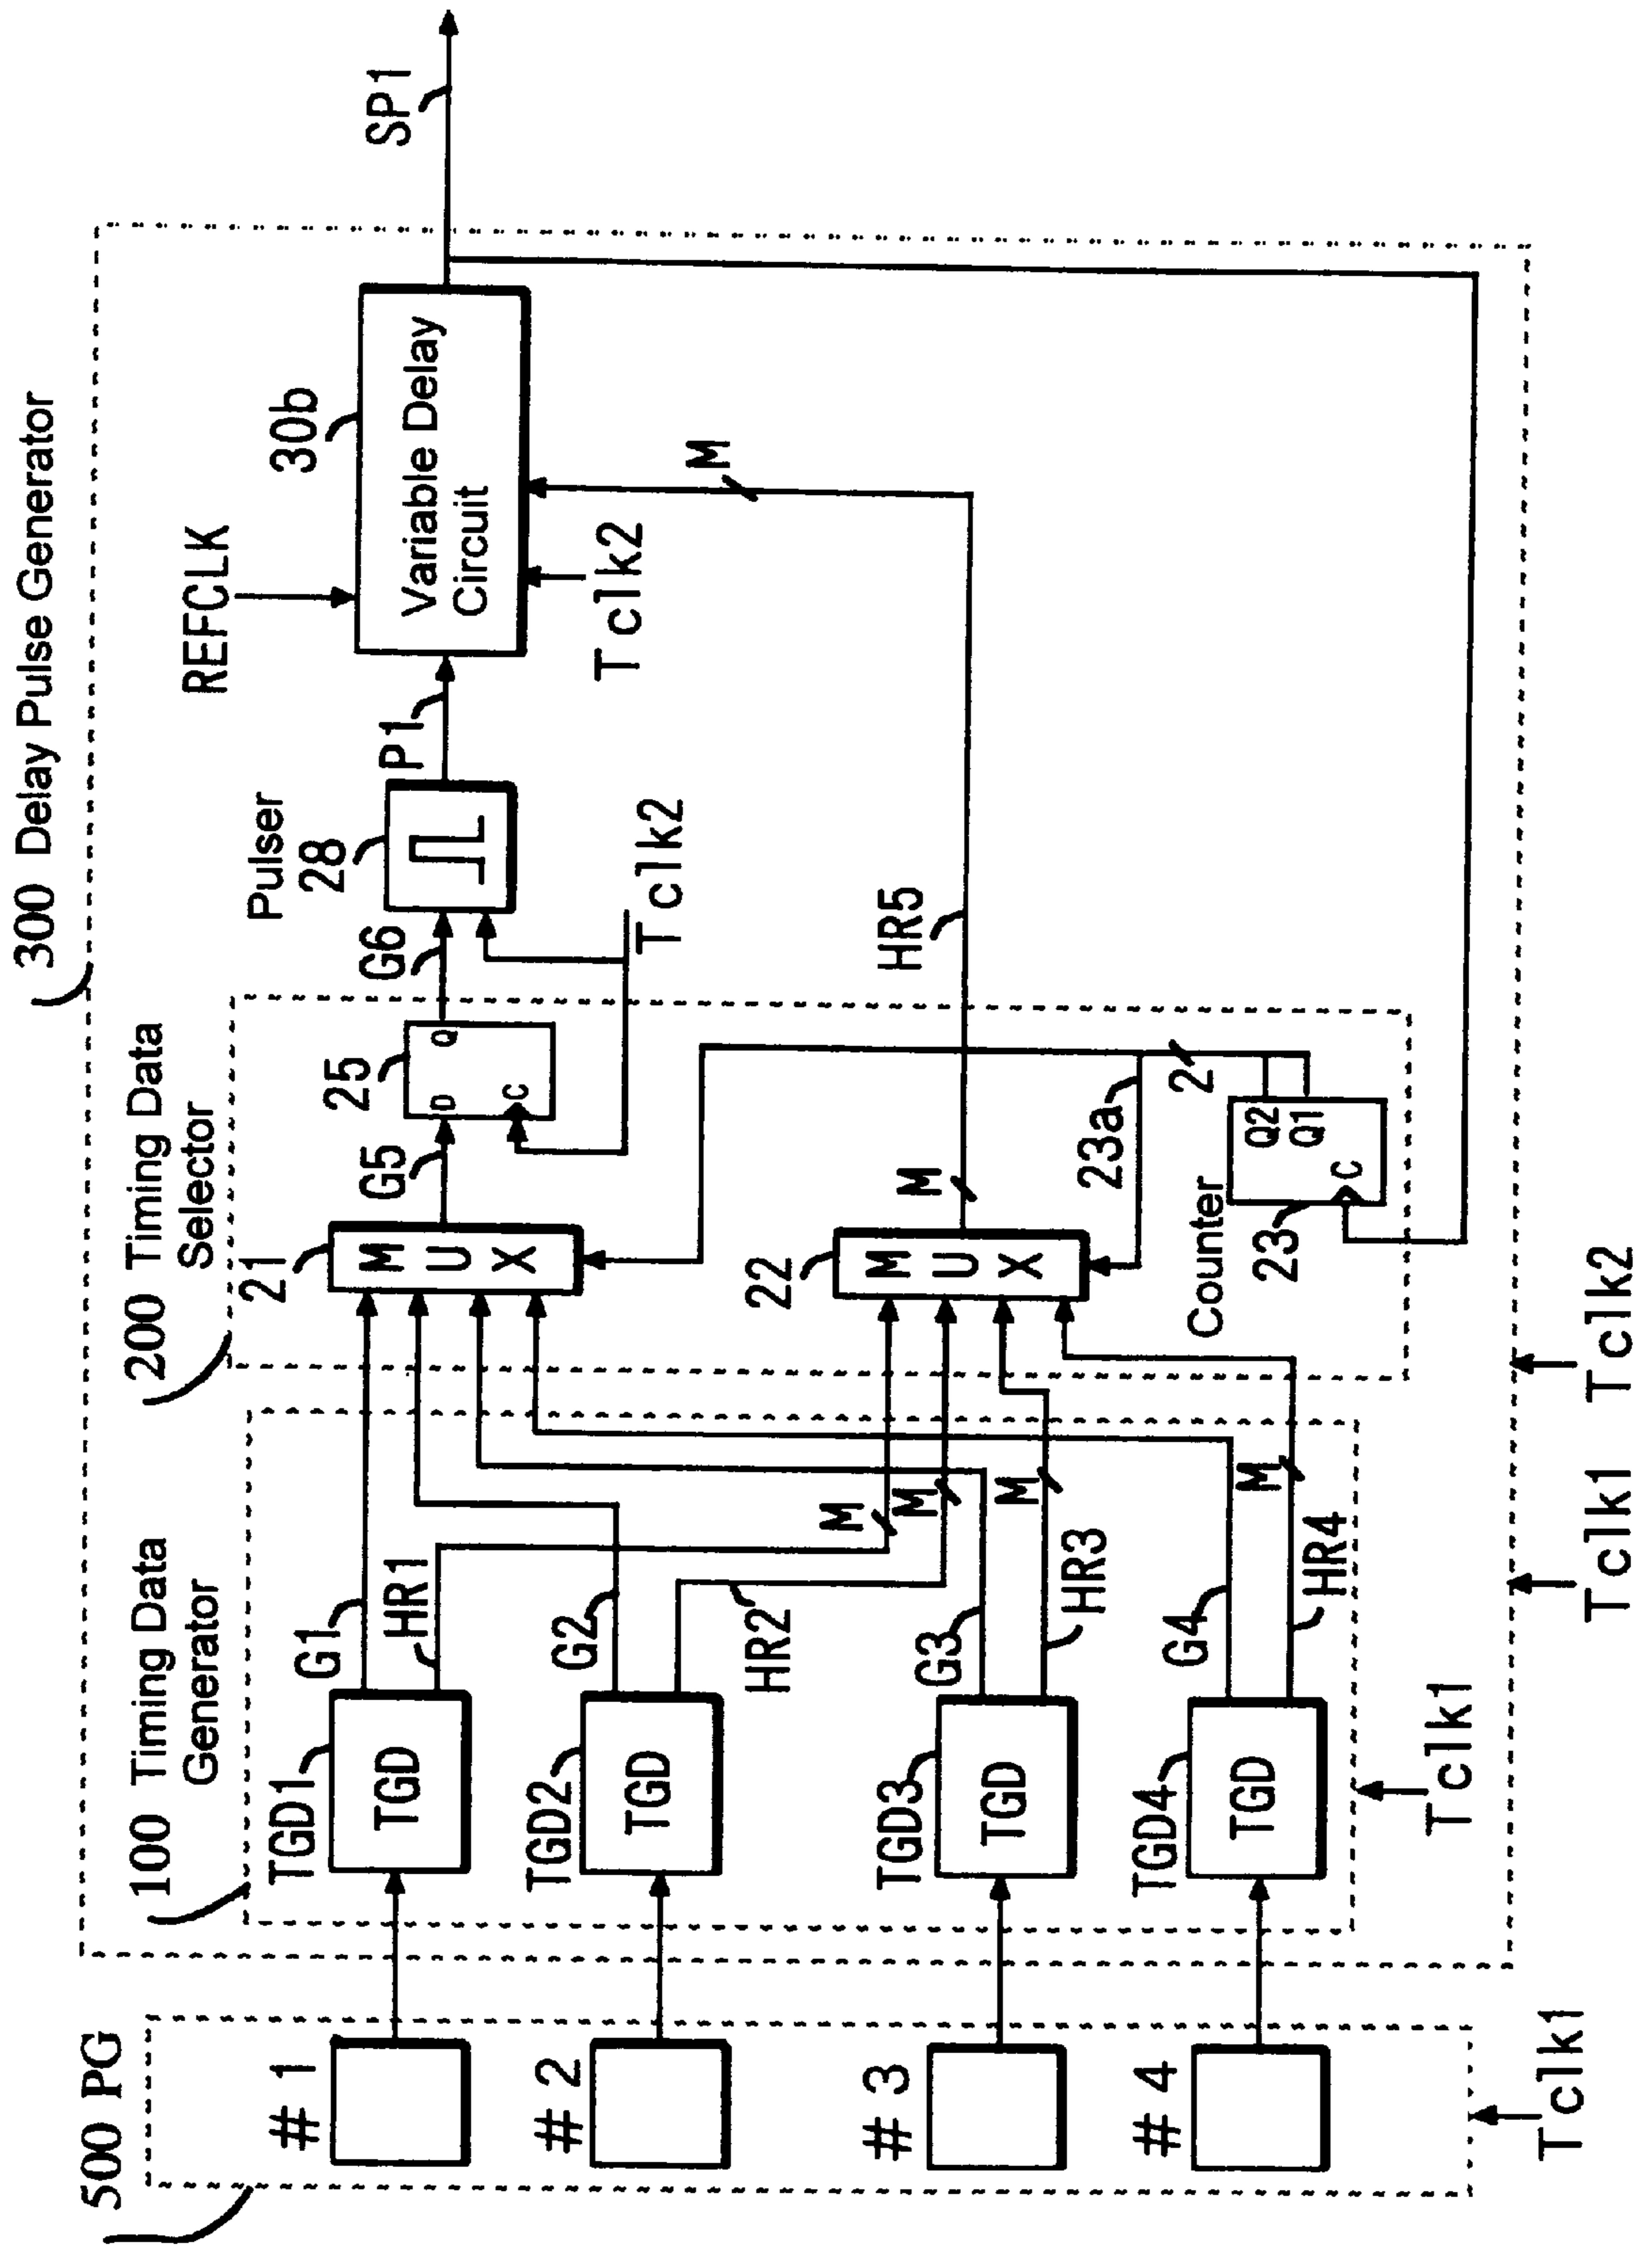 300 Delay Pulse Generator
500 PG
100 Timing Data
Generator
200 Timing Data
Selector
# 1
# 2
# 3
# 4
Tclk1
TGD1
TGD
TGD2
TGD
TGD3
TGD
TGD4
TGD
Tclk1
G1
HR1
G2
HR2
G3
HR3
G4
HR4
M
M
M
M
21
M
U
X
22
M
U
X
G5
25
D
Q
C
M
HR5
23a
2
Counter
23
Q2
Q1
C
G6
Pulser
28
Tclk2
P1
REFCLK
30b
Variable Delay
Circuit
Tclk2
M
SP1
Tclk1
Tclk2